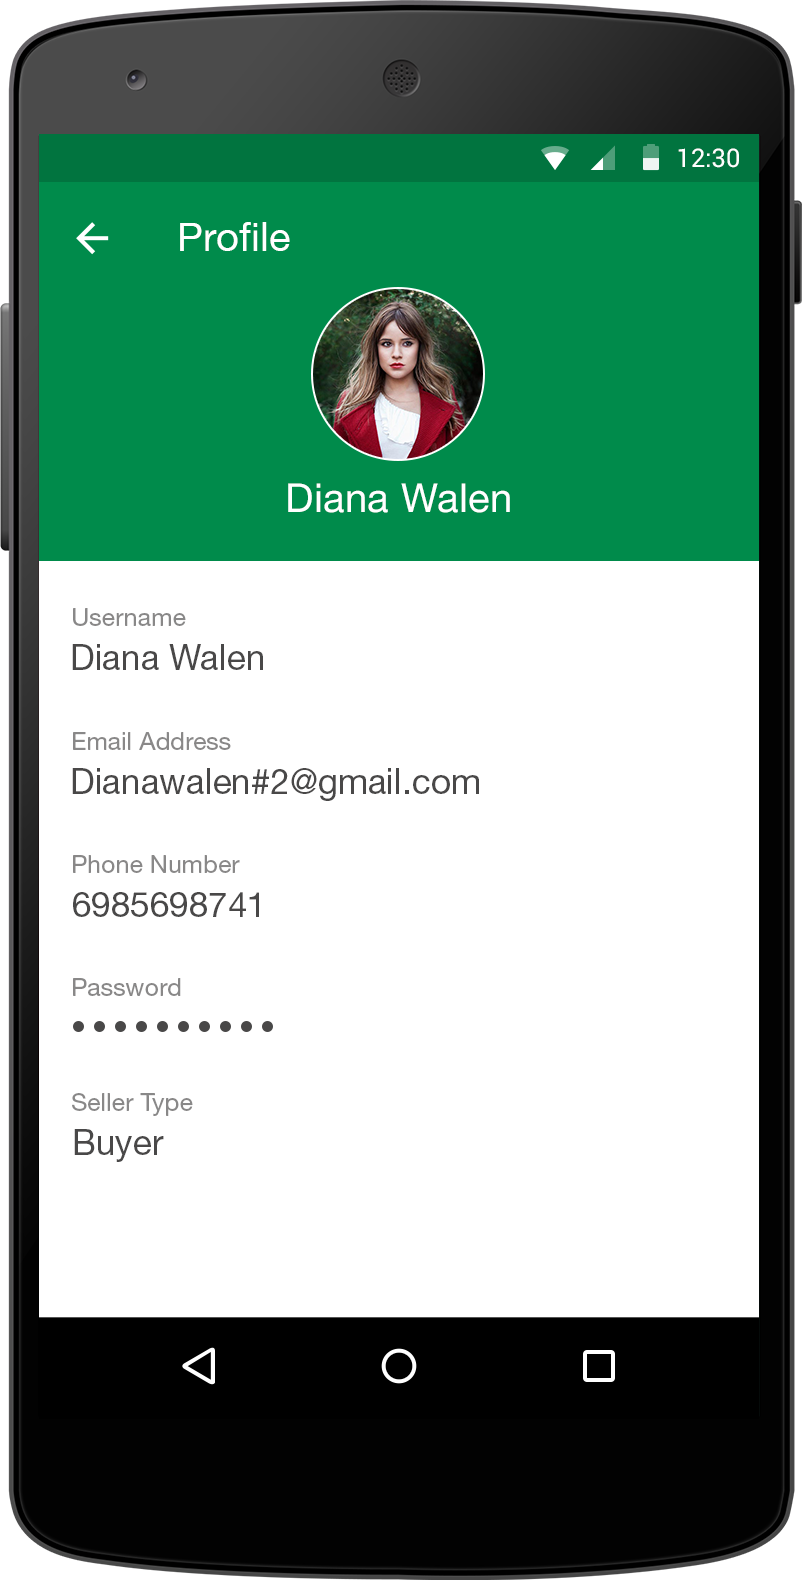 12:30
Profile
Diana Walen
Username
Diana Walen
Email Address
Dianawalen#2@gmail.com
Phone Number
6985698741
Password
••••••••••
Seller Type
Buyer